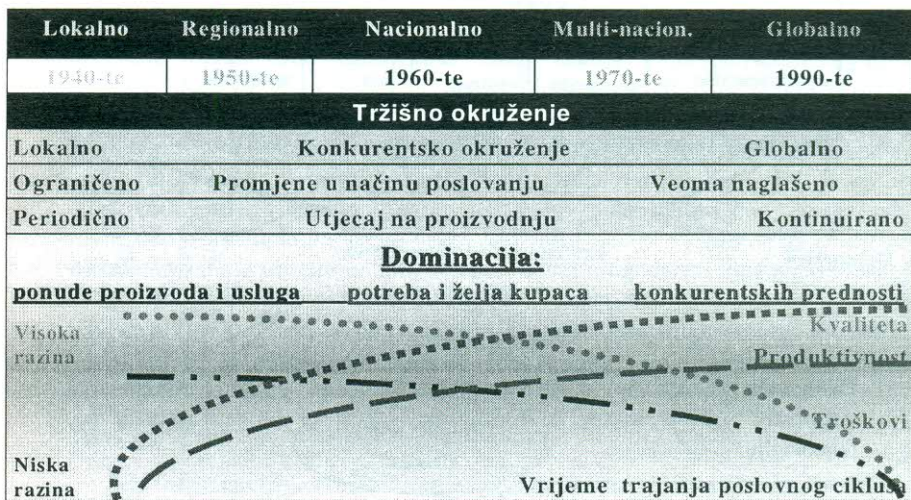 Lokalno Regionalno Nacionalno Multi-nacion. Globalno
1940-te 1950-te 1960-te 1970-te 1990-te
Tržišno okruženje
Lokalno Konkurentsko okruženje Globalno
Ograničeno Promjene u načinu poslovanju Veoma naglašeno
Periodično Utjecaj na proizvodnju Kontinuirano
Dominacija:
ponude proizvoda i usluga potreba i želja kupaca konkurentskih prednosti
Visoka razina
Kvaliteta
Produktivnost
Troškovi
Niska razina
Vrijeme trajanja poslovnog ciklusa